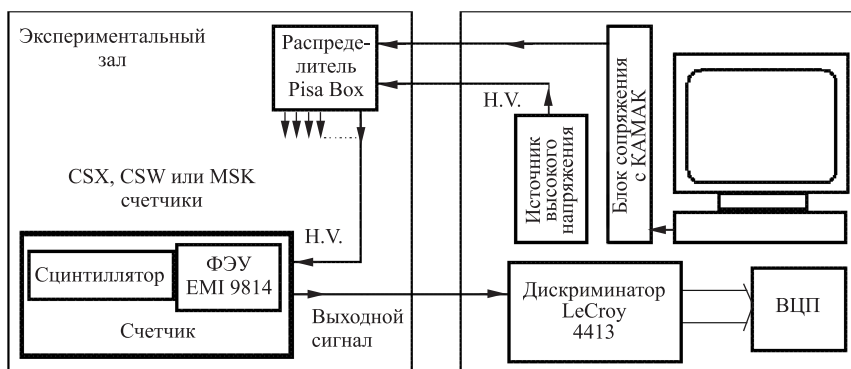 Экспериментальный
зал
Распреде-
литель
Pisa Box
H.V.
Источник
высокого
напряжения
Блок сопряжения
с КАМАК
CSX, CSW или MSK
счетчики
H.V.
Сцинтиллятор
ФЭУ
EMI 9814
Счетчик
Выходной
сигнал
Дискриминатор
LeCroy
4413
ВЦП